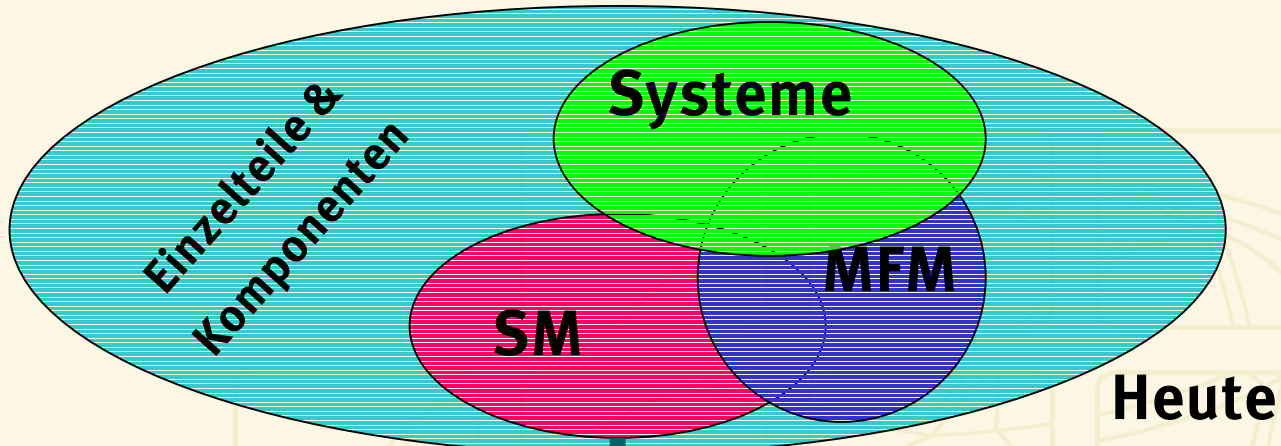 Einzelteile &
Komponenten
Systeme
MFM
SM
Heute